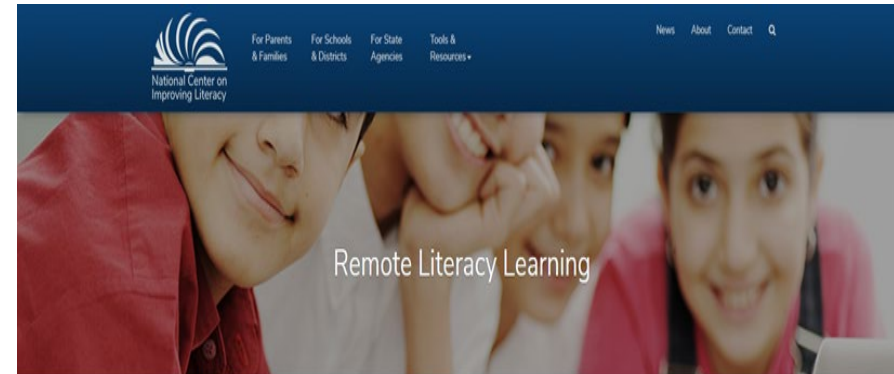 National Center on
Improving Literacy
For Parents
& Families
For Schools
& Districts
For State
Agencies
Tools &
Resources
News
About
Contact
Remote Literacy Learning